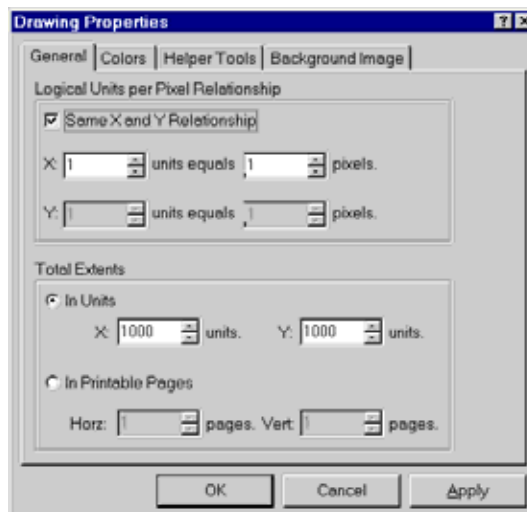 Drawing Properties
General Colors Helper Tools Background Image
Logical Units per Pixel Relationship
Same X and Y Relationship
X: 1 units equals 1 pixels.
Y: 1 units equals 1 pixels.
Total Extents
In Units
X: 1000 units. Y: 1000 units.
In Printable Pages
Horz: 1 pages. Vert: 1 pages.
OK Cancel Apply